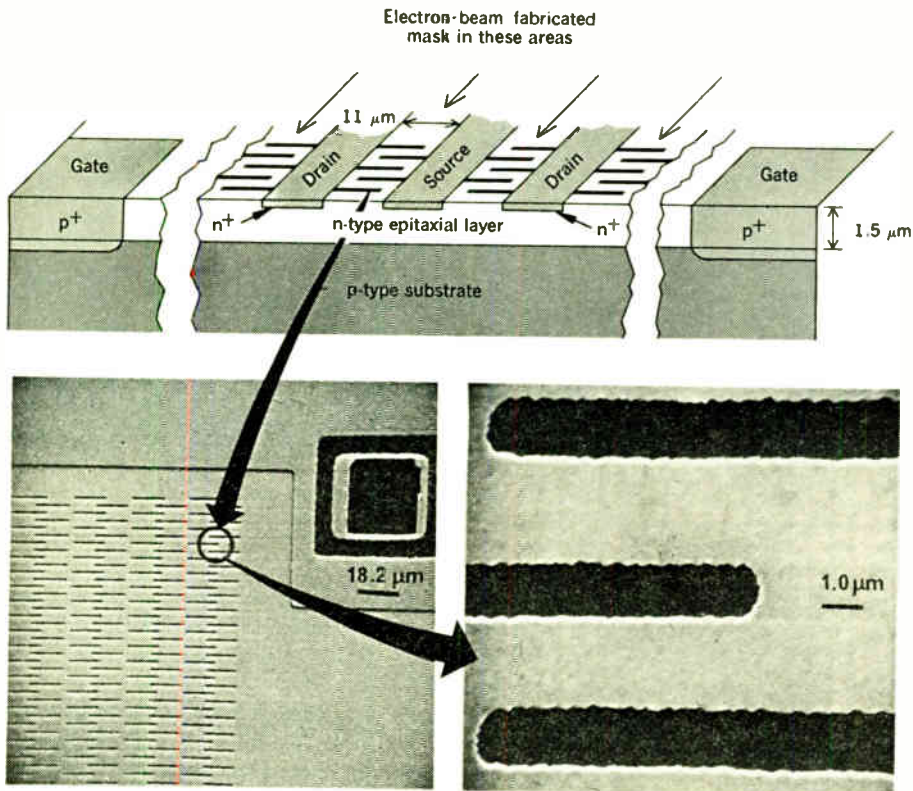 Electron-beam fabricated
mask in these areas
11 μm
Gate
Drain
Source
Drain
Gate
p+
n+
n-type epitaxial layer
n+
p+
1.5 μm
p-type substrate
18.2 μm
1.0 μm